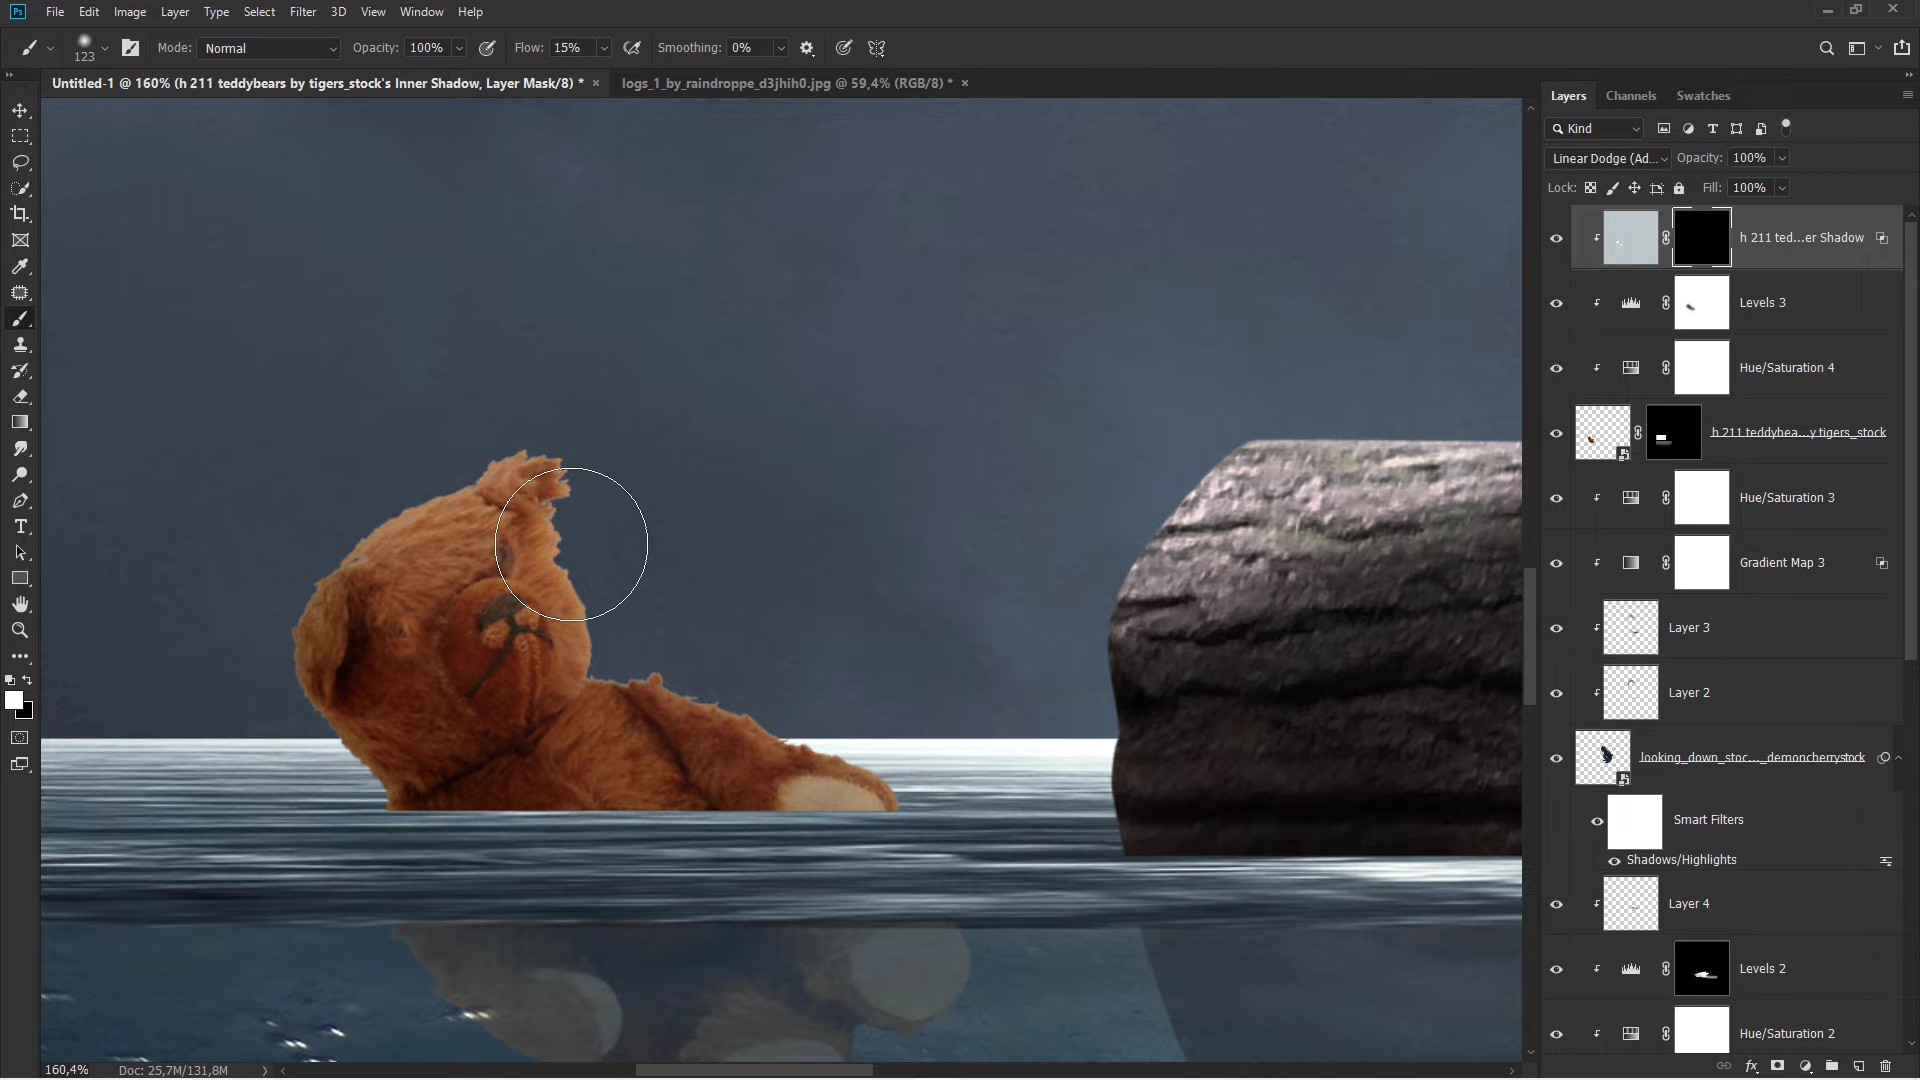 Ps File Edit Image Layer Type Select Filter 3D View Window Help
123 Mode: Normal Opacity: 100% Flow: 15% Smoothing: 0%
Untitled-1 @ 160% (h 211 teddybears by tigers_stock's Inner Shadow, Layer Mask/8) * × logs_1_by_raindroppe_d3jhih0.jpg @ 59,4% (RGB/8) * ×
Layers Channels Swatches
Kind
Linear Dodge (Ad... Opacity: 100%
Lock: Fill: 100%
h 211 ted...er Shadow
Levels 3
Hue/Saturation 4
h 211 teddybea...y tigers_stock
Hue/Saturation 3
Gradient Map 3
Layer 3
Layer 2
looking_down_stoc..._demoncherrystock
Smart Filters
Shadows/Highlights
Layer 4
Levels 2
Hue/Saturation 2
160,4% Doc: 25,7M/131,8M
fx